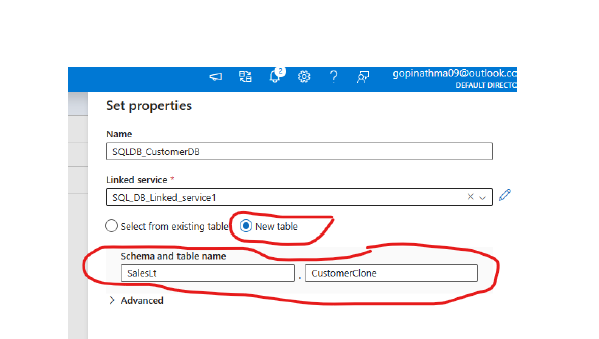 2
gopinathma09@outlook.cc
DEFAULT DIRECTO
Set properties
Name
SQLDB_CustomerDB
Linked service *
SQL_DB_Linked_service1
Select from existing table New table
Schema and table name
SalesLt . CustomerClone
Advanced